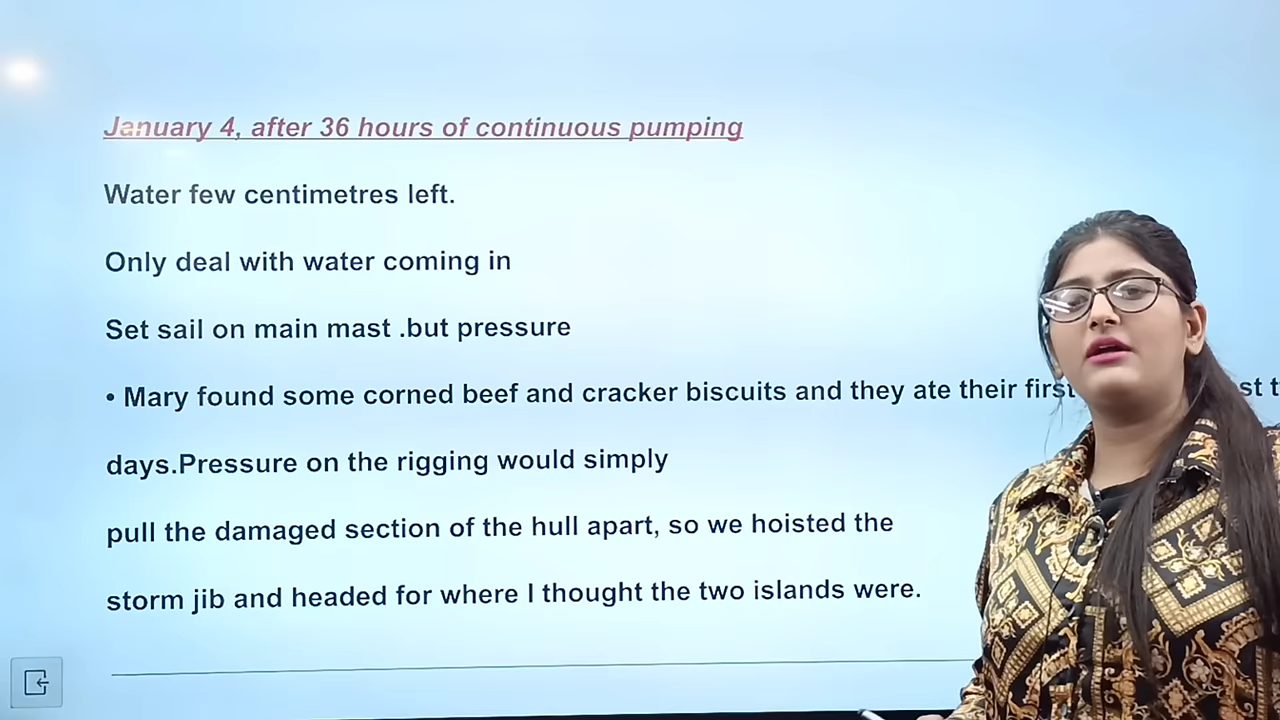 January 4, after 36 hours of continuous pumping
Water few centimetres left.
Only deal with water coming in
Set sail on main mast .but pressure
• Mary found some corned beef and cracker biscuits and they ate their first
days.Pressure on the rigging would simply
pull the damaged section of the hull apart, so we hoisted the
storm jib and headed for where I thought the two islands were.